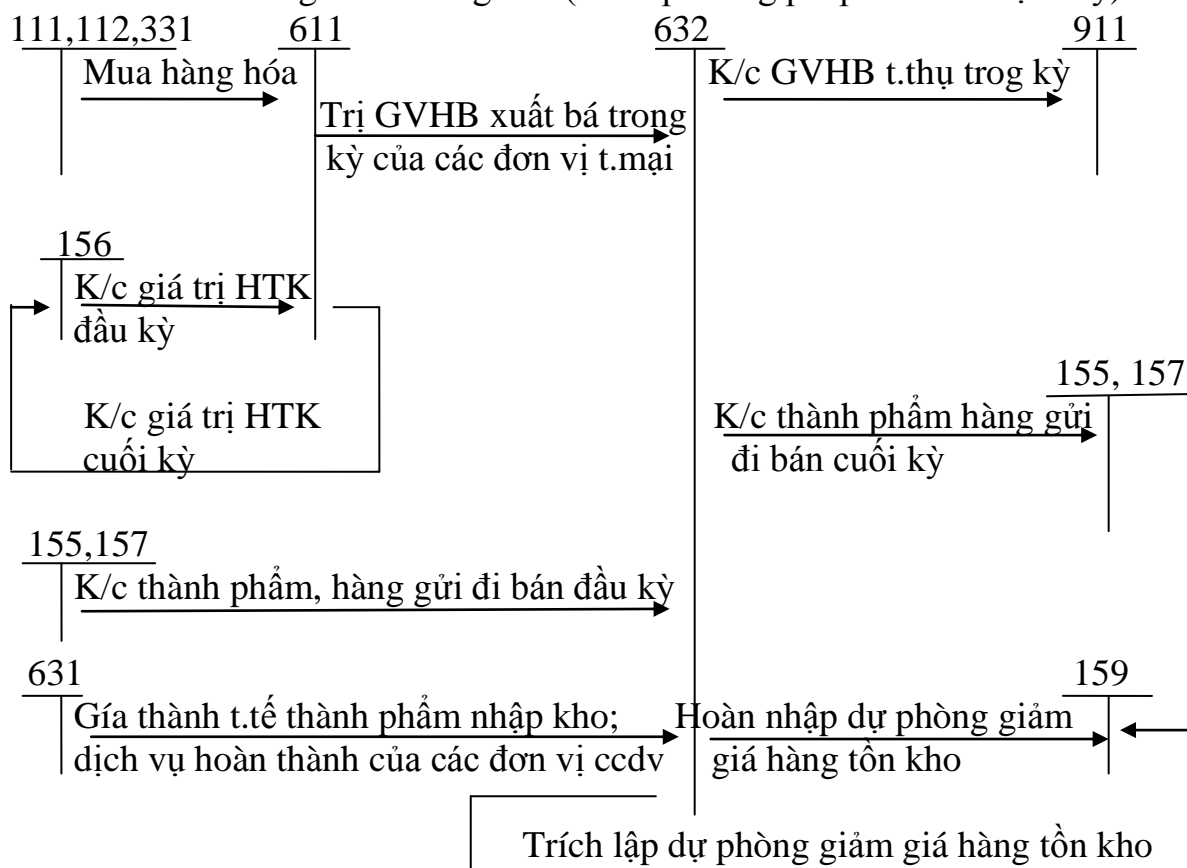 111,112,331 611 632 911
Mua hàng hóa
K/c GVHB t.thụ trog kỳ
Trị GVHB xuất bá trong
kỳ của các đơn vị t.mại
156
K/c giá trị HTK
đầu kỳ
K/c giá trị HTK
cuối kỳ
155, 157
K/c thành phẩm hàng gửi
đi bán cuối kỳ
155,157
K/c thành phẩm, hàng gửi đi bán đầu kỳ
631
Gía thành t.tế thành phẩm nhập kho;
dịch vụ hoàn thành của các đơn vị ccdv
159
Hoàn nhập dự phòng giảm
giá hàng tồn kho
Trích lập dự phòng giảm giá hàng tồn kho